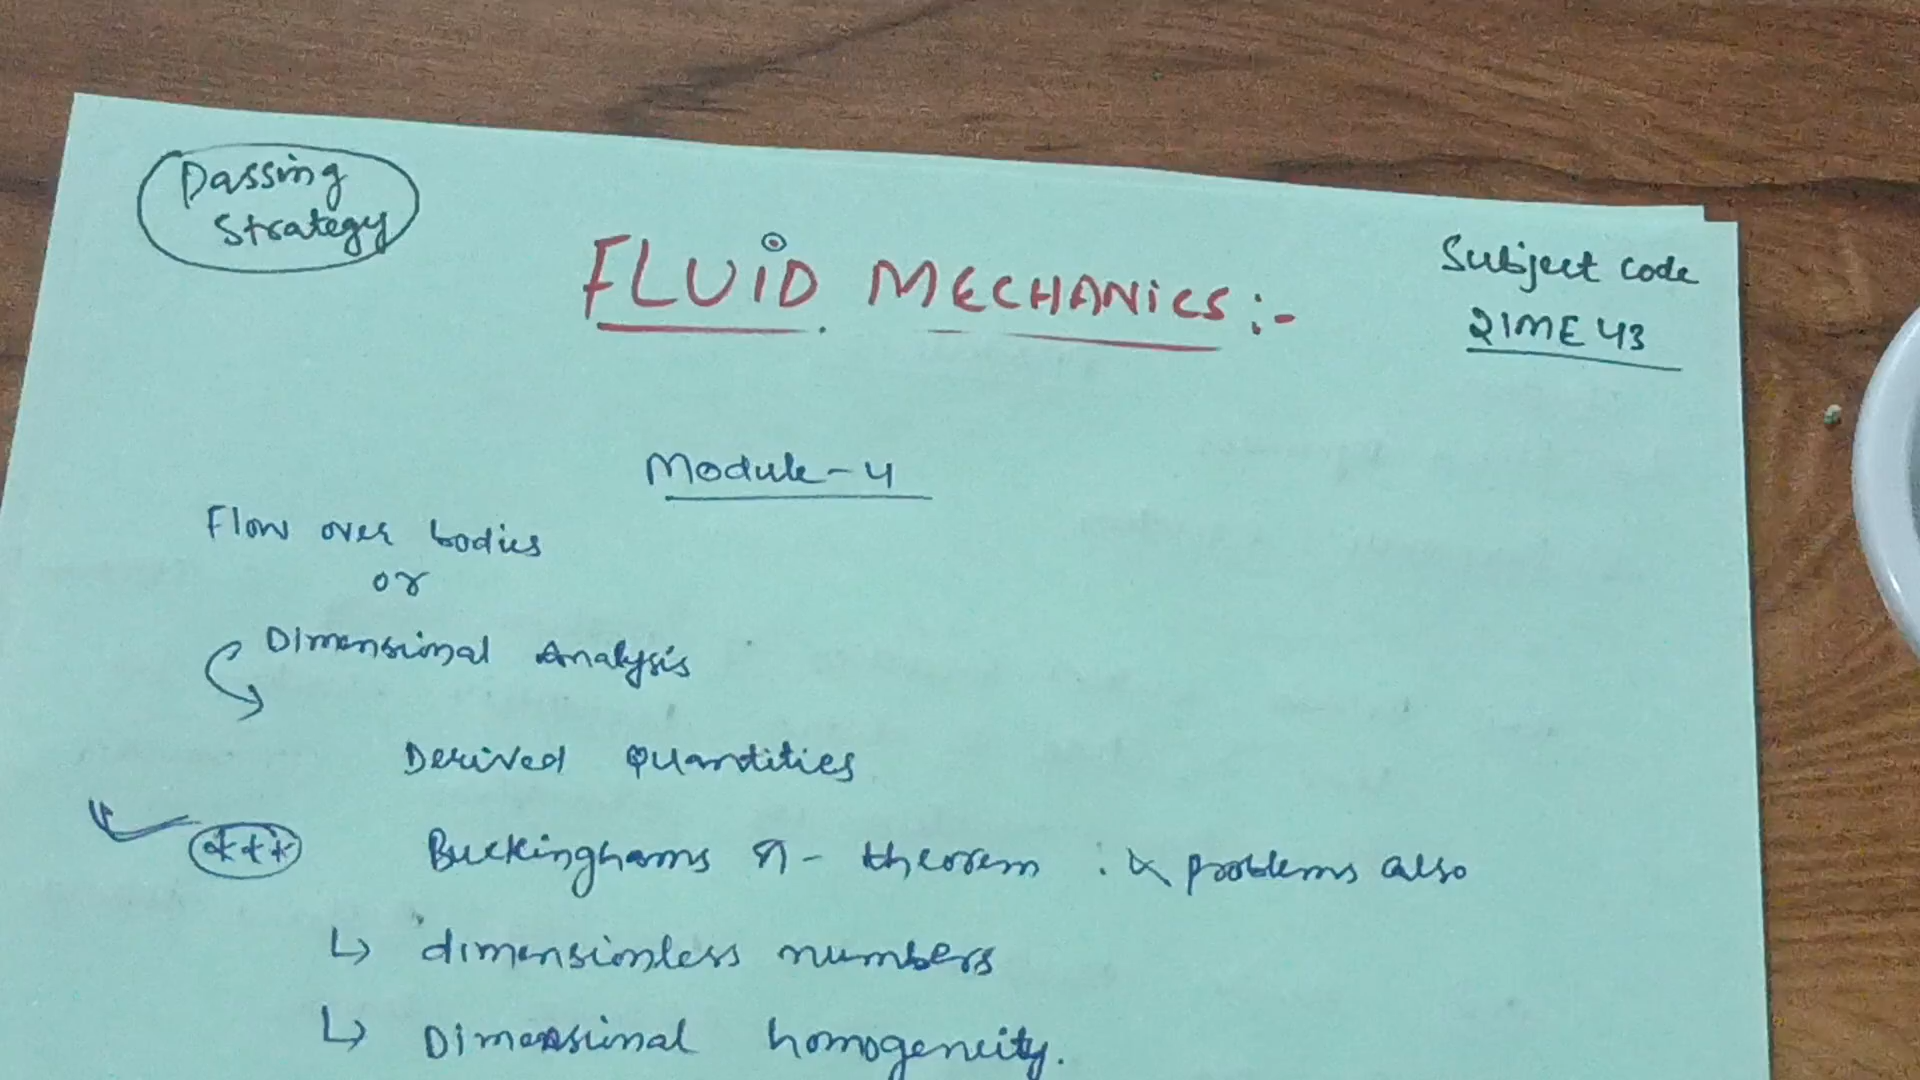 Passing
Strategy
FLUID MECHANICS:-
Subject code
21ME43
Module-4
Flow over bodies
or
Dimensional Analysis
Derived Quantities
*** Buckinghams π- theorem : & problems also
↳ dimensionless numbers
↳ Dimensional homogeneity.